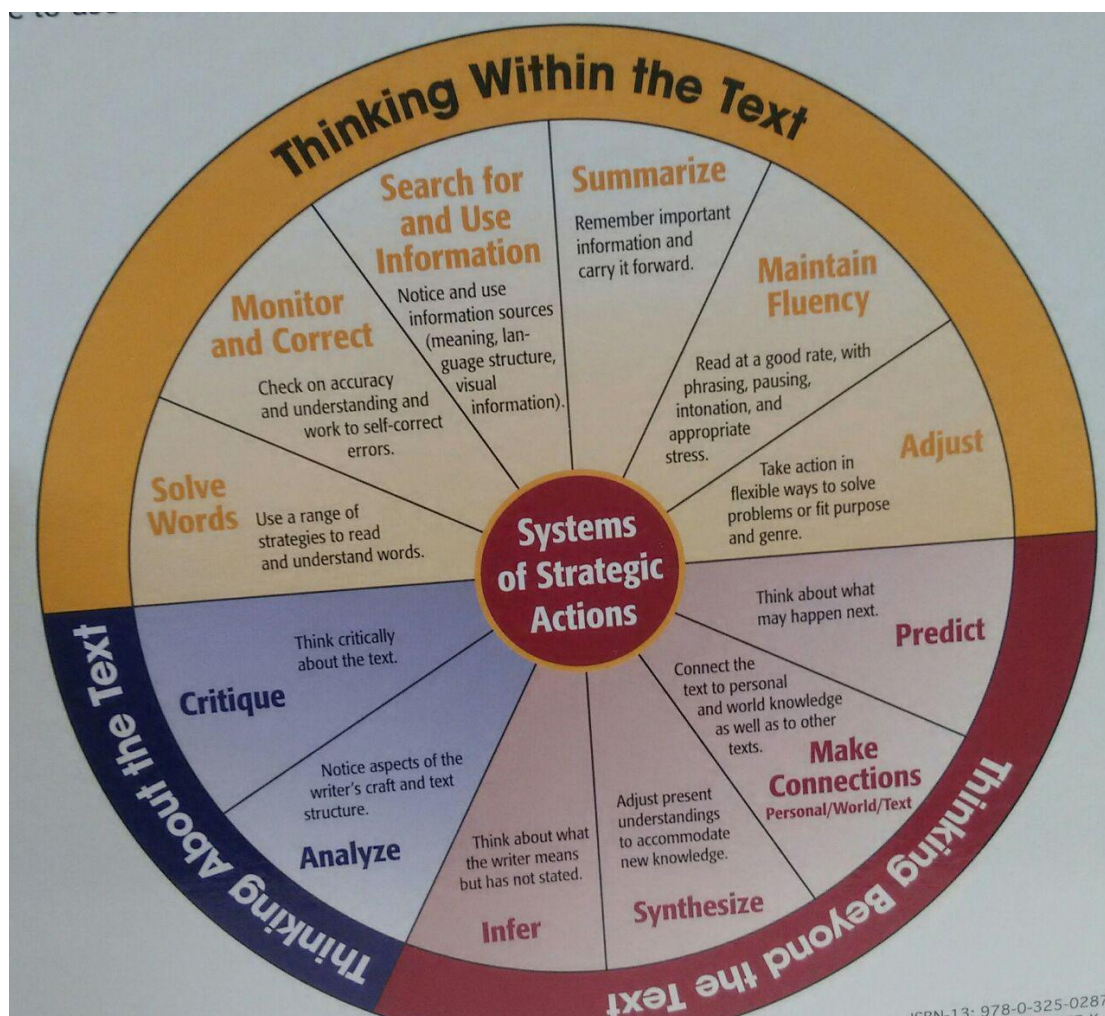 Thinking Within the Text
Solve
Words
Use a range of
strategies to read
and understand words.
Monitor
and Correct
Check on accuracy
and understanding and
work to self-correct
errors.
Search for
and Use
Information
Notice and use
information sources
(meaning, lan-
guage structure,
visual
information).
Summarize
Remember important
information and
carry it forward.
Maintain
Fluency
Read at a good rate, with
phrasing, pausing,
intonation, and
appropriate
stress.
Adjust
Take action in
flexible ways to solve
problems or fit purpose
and genre.
Systems
of Strategic
Actions
Thinking Beyond the Text
Think about what
may happen next.
Predict
Connect the
text to personal
and world knowledge
as well as to other
texts.
Make
Connections
Personal/World/Text
Adjust present
understandings
to accommodate
new knowledge.
Synthesize
Think about what
the writer means
but has not stated.
Infer
Thinking About the Text
Notice aspects of the
writer's craft and text
structure.
Analyze
Think critically
about the text.
Critique
ISBN-13: 978-0-325-0287